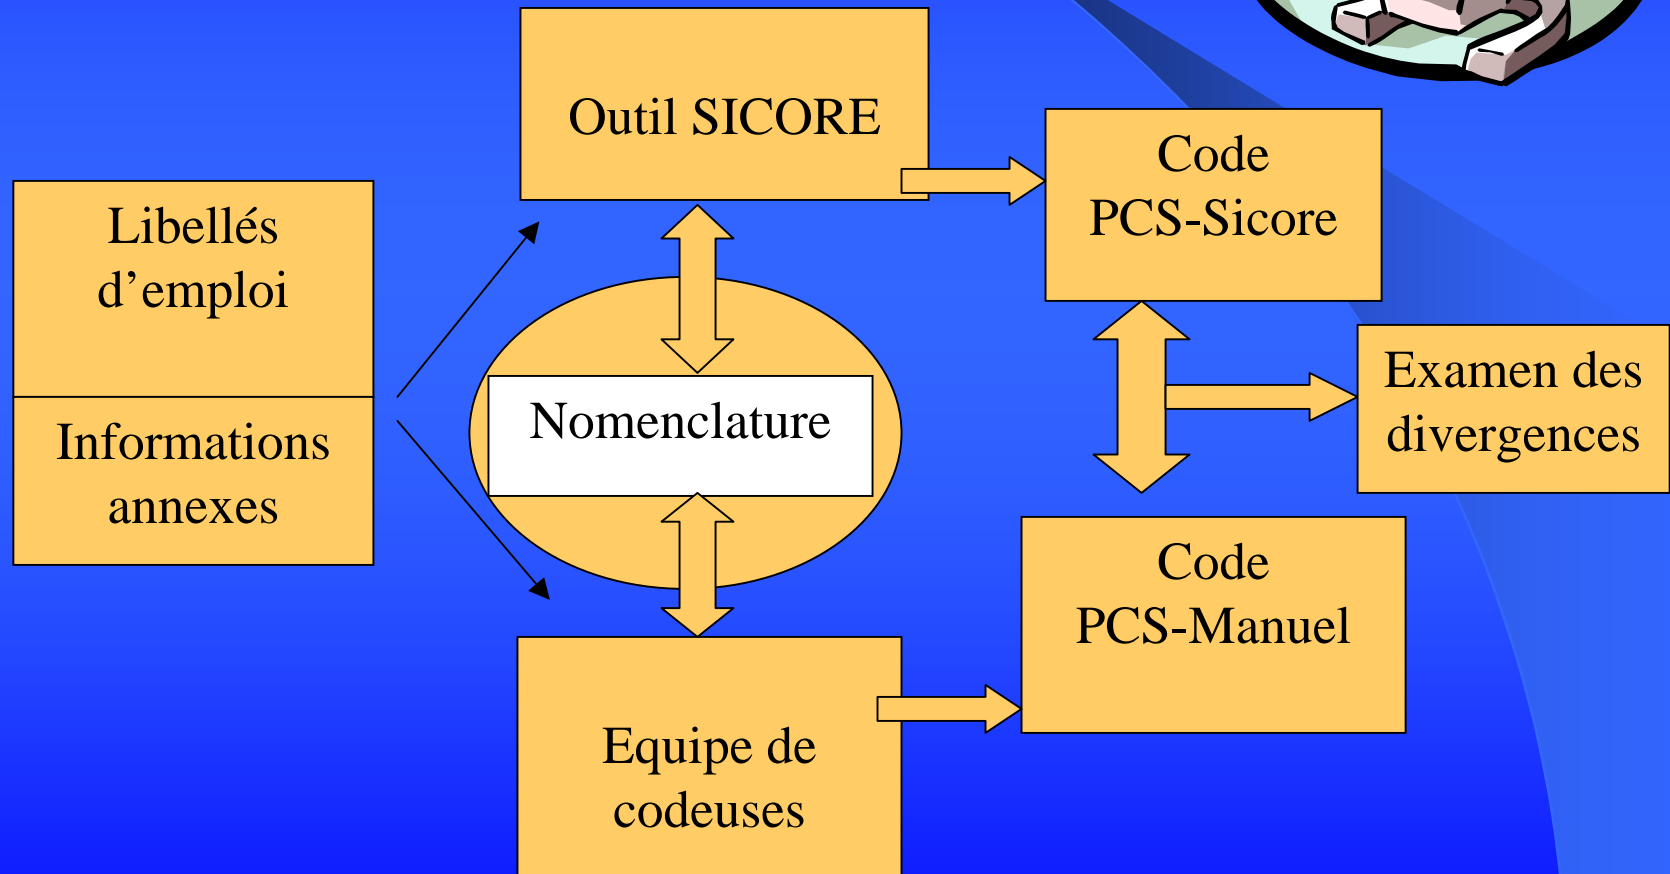 Outil SICORE
Code
PCS-Sicore
Libellés
d’emploi
Informations
annexes
Nomenclature
Examen des
divergences
Code
PCS-Manuel
Equipe de
codeuses